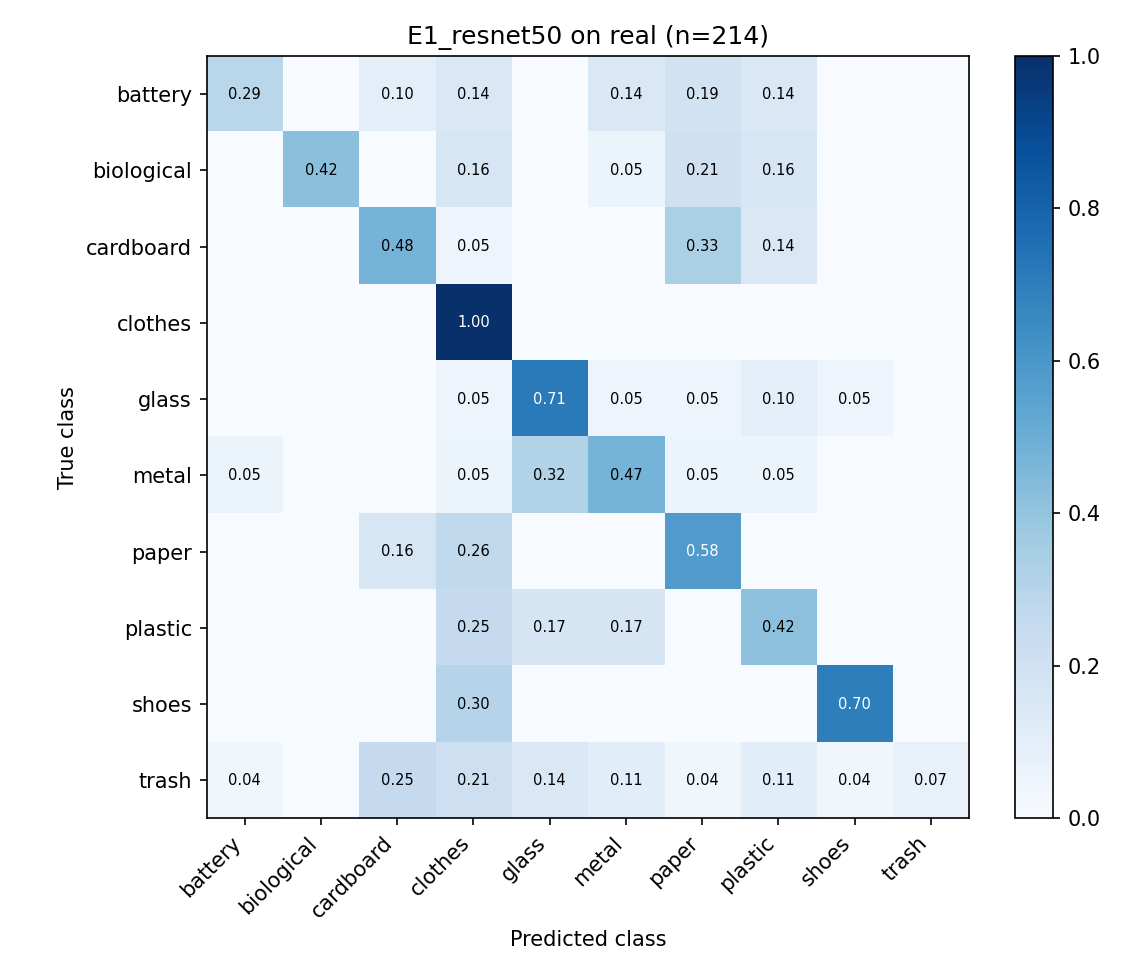 E1_resnet50 on real (n=214)
True class
battery 0.29 0.10 0.14 0.14 0.19 0.14
biological 0.42 0.16 0.05 0.21 0.16
cardboard 0.48 0.05 0.33 0.14
clothes 1.00
glass 0.05 0.71 0.05 0.05 0.10 0.05
metal 0.05 0.05 0.32 0.47 0.05 0.05
paper 0.16 0.26 0.58
plastic 0.25 0.17 0.17 0.42
shoes 0.30 0.70
trash 0.04 0.25 0.21 0.14 0.11 0.04 0.11 0.04 0.07
battery biological cardboard clothes glass metal paper plastic shoes trash
Predicted class
1.0
0.8
0.6
0.4
0.2
0.0